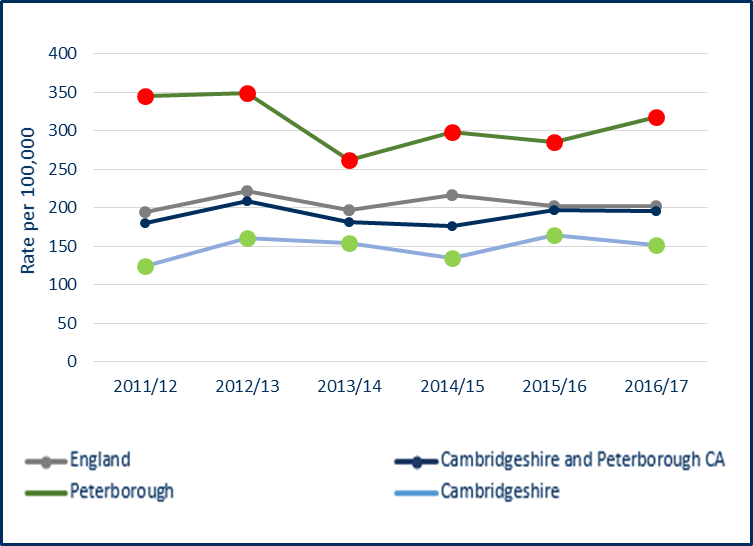 400
350
300
250
200
150
100
50
0
Rate per 100,000
2011/12 2012/13 2013/14 2014/15 2015/16 2016/17
England Cambridgeshire and Peterborough CA
Peterborough Cambridgeshire